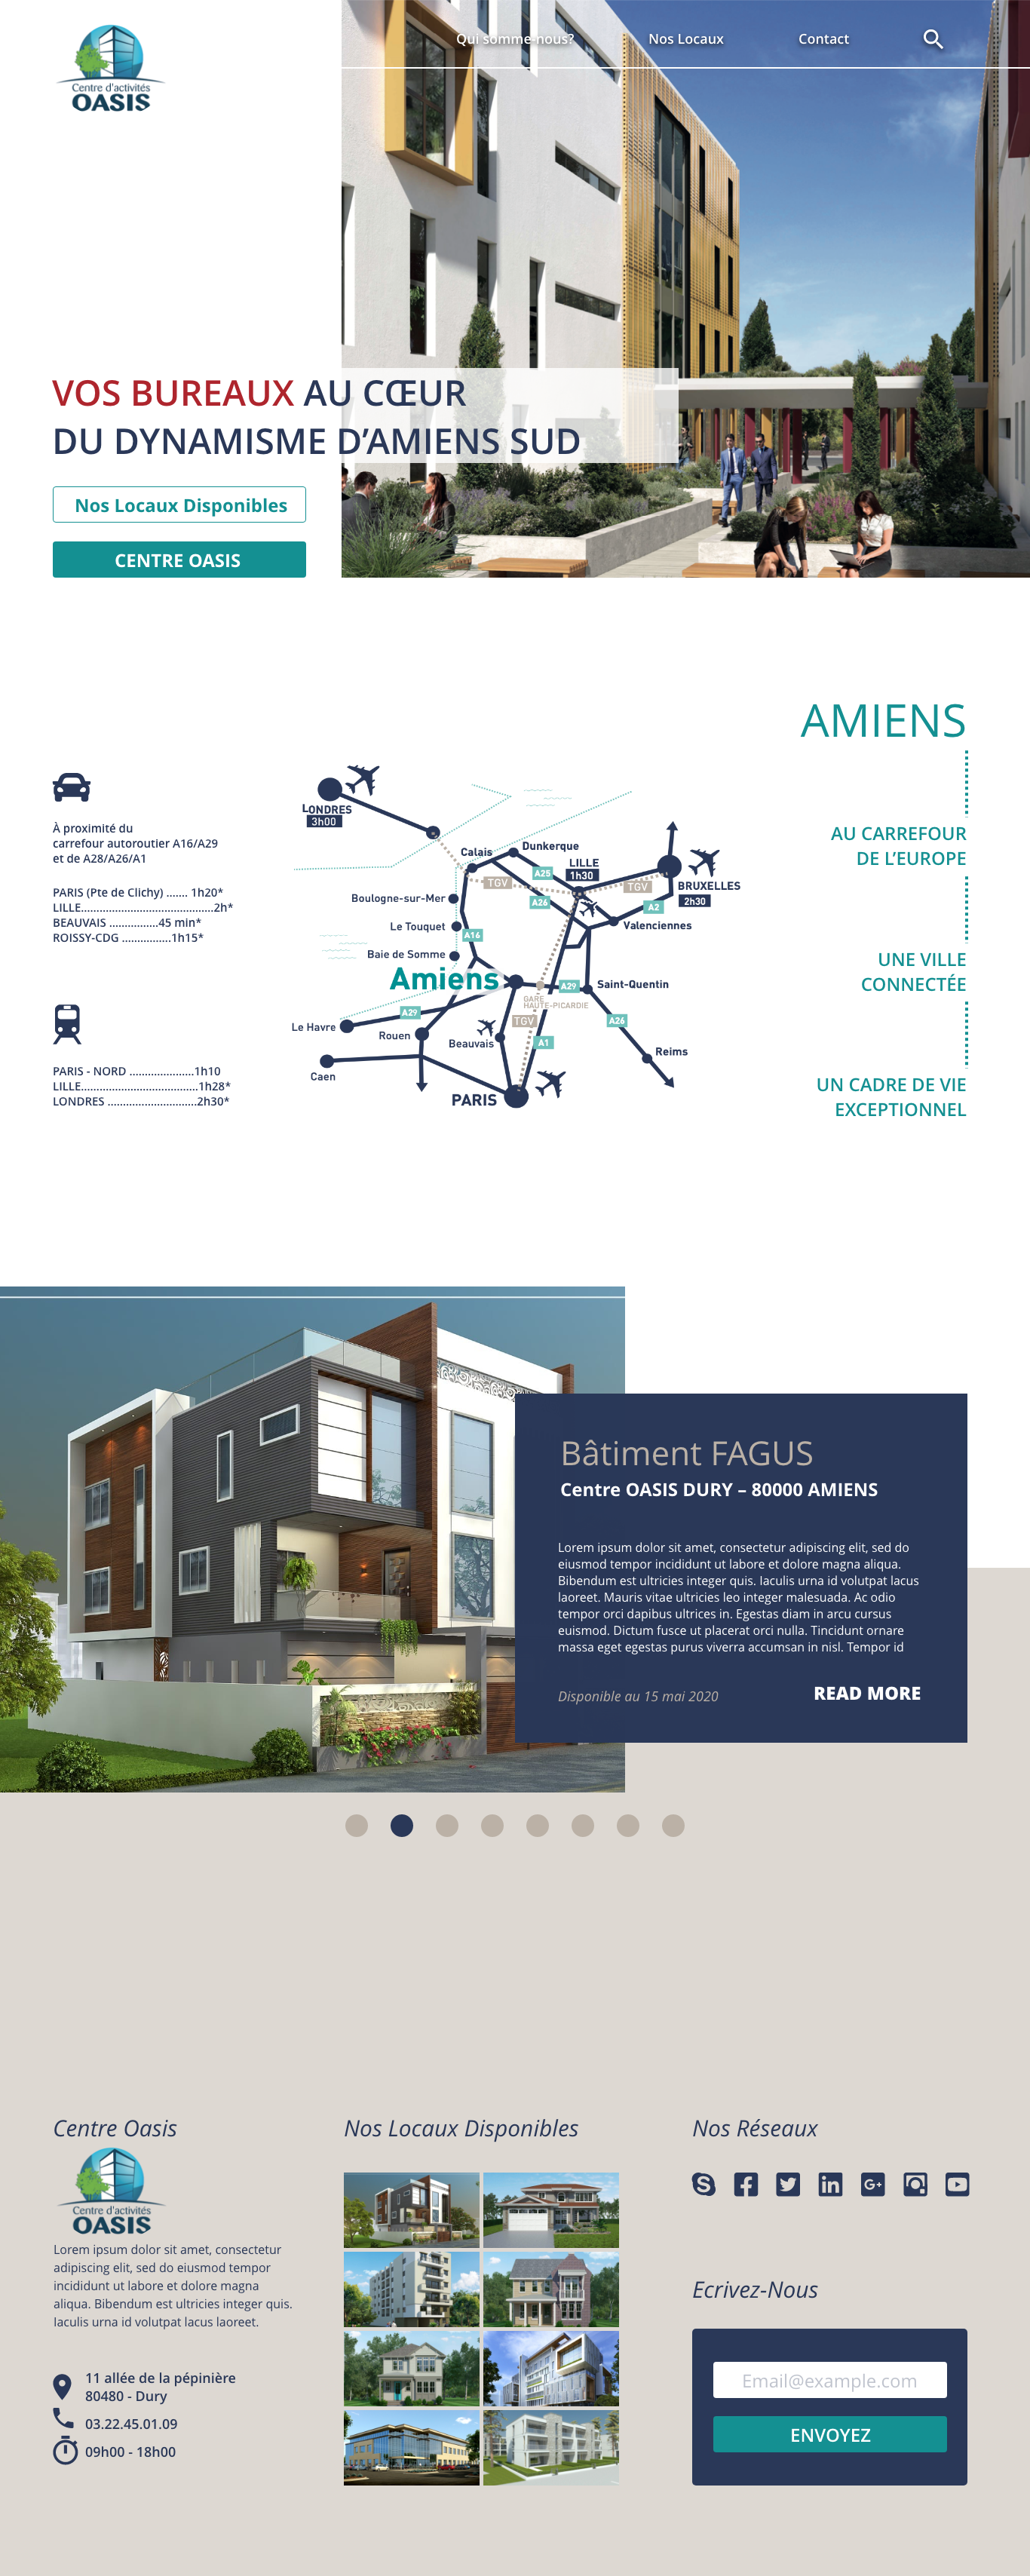 Centre d'activités
OASIS
Qui somme-nous?
Nos Locaux
Contact
VOS BUREAUX AU CŒUR
DU DYNAMISME D’AMIENS SUD
Nos Locaux Disponibles
CENTRE OASIS
AMIENS
À proximité du
carrefour autoroutier A16/A29
et de A28/A26/A1
PARIS (Pte de Clichy) ....... 1h20*
LILLE...........................................2h*
BEAUVAIS ................45 min*
ROISSY-CDG ................1h15*
PARIS - NORD .....................1h10
LILLE......................................1h28*
LONDRES .............................2h30*
LONDRES
3h00
Calais
Dunkerque
A25
LILLE
1h30
TGV
TGV
BRUXELLES
2h30
Boulogne-sur-Mer
A26
A2
Le Touquet
A16
Valenciennes
Baie de Somme
Amiens
A29
Saint-Quentin
GARE
HAUTE-PICARDIE
A29
TGV
A26
Le Havre
Rouen
Beauvais
A1
Reims
Caen
PARIS
AU CARREFOUR
DE L’EUROPE
UNE VILLE
CONNECTÉE
UN CADRE DE VIE
EXCEPTIONNEL
Bâtiment FAGUS
Centre OASIS DURY – 80000 AMIENS
Lorem ipsum dolor sit amet, consectetur adipiscing elit, sed do
eiusmod tempor incididunt ut labore et dolore magna aliqua.
Bibendum est ultricies integer quis. Iaculis urna id volutpat lacus
laoreet. Mauris vitae ultricies leo integer malesuada. Ac odio
tempor orci dapibus ultrices in. Egestas diam in arcu cursus
euismod. Dictum fusce ut placerat orci nulla. Tincidunt ornare
massa eget egestas purus viverra accumsan in nisl. Tempor id
Disponible au 15 mai 2020
READ MORE
Centre Oasis
Centre d'activités
OASIS
Lorem ipsum dolor sit amet, consectetur
adipiscing elit, sed do eiusmod tempor
incididunt ut labore et dolore magna
aliqua. Bibendum est ultricies integer quis.
Iaculis urna id volutpat lacus laoreet.
11 allée de la pépinière
80480 - Dury
03.22.45.01.09
09h00 - 18h00
Nos Locaux Disponibles
Nos Réseaux
Ecrivez-Nous
Email@example.com
ENVOYEZ